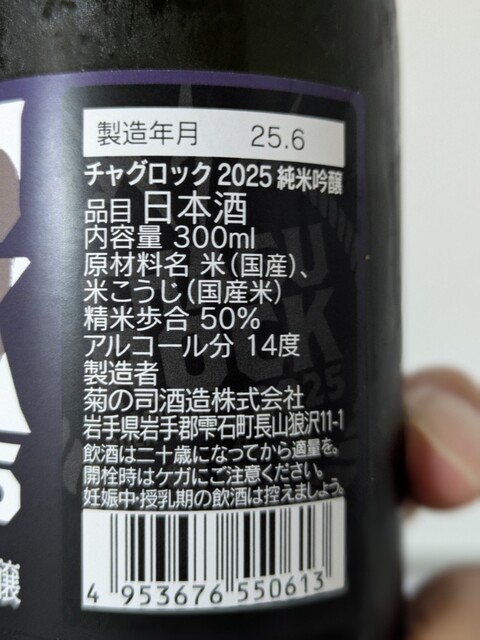 製造年月 25.6
チャグロック 2025 純米吟醸
品目 日本酒
内容量 300ml
原材料名 米（国産）、
米こうじ（国産米）
精米歩合 50%
アルコール分 14度
製造者
菊の司酒造株式会社
岩手県岩手郡雫石町長山狼沢11-1
飲酒は二十歳になってから適量を。
開栓時はケガにご注意ください。
妊娠中・授乳期の飲酒は控えましょう。
4 953676 550613
醸